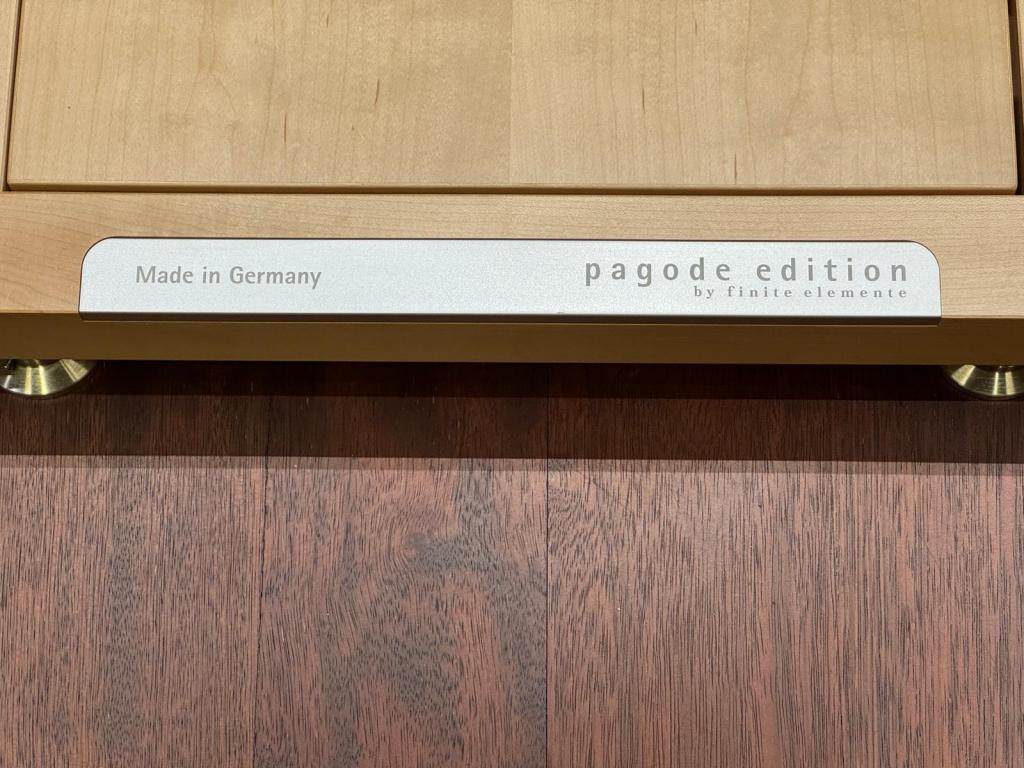 Made in Germany
pagode edition
by finite elemente